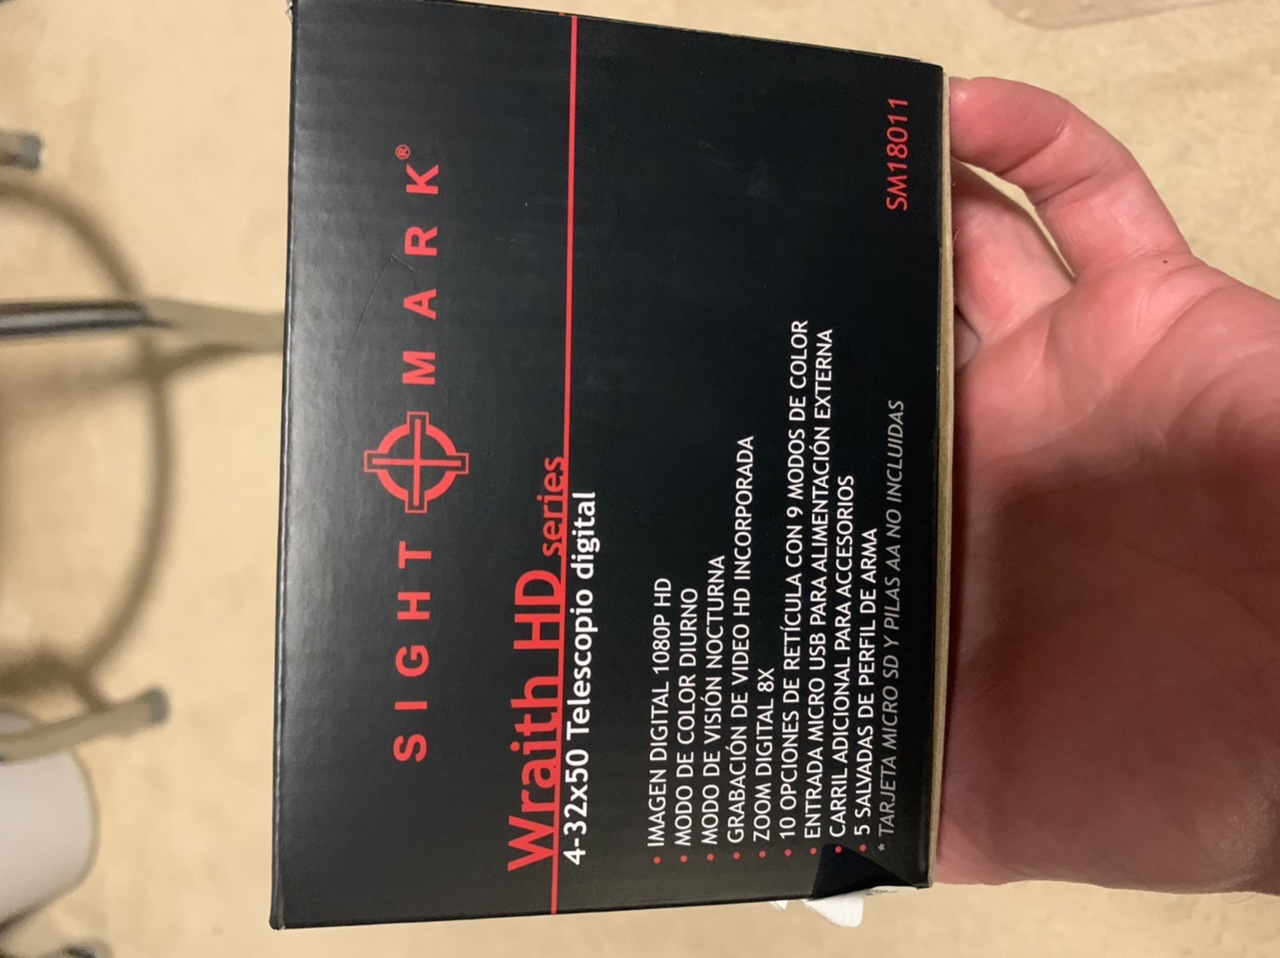 SIGHT MARK®
Wraith HD series
4-32x50 Telescopio digital
• IMAGEN DIGITAL 1080P HD
• MODO DE COLOR DIURNO
• MODO DE VISIÓN NOCTURNA
• GRABACIÓN DE VIDEO HD INCORPORADA
• ZOOM DIGITAL 8X
• 10 OPCIONES DE RETÍCULA CON 9 MODOS DE COLOR
• ENTRADA MICRO USB PARA ALIMENTACIÓN EXTERNA
• CARRIL ADICIONAL PARA ACCESORIOS
• 5 SALVADAS DE PERFIL DE ARMA
* TARJETA MICRO SD Y PILAS AA NO INCLUIDAS
SM18011